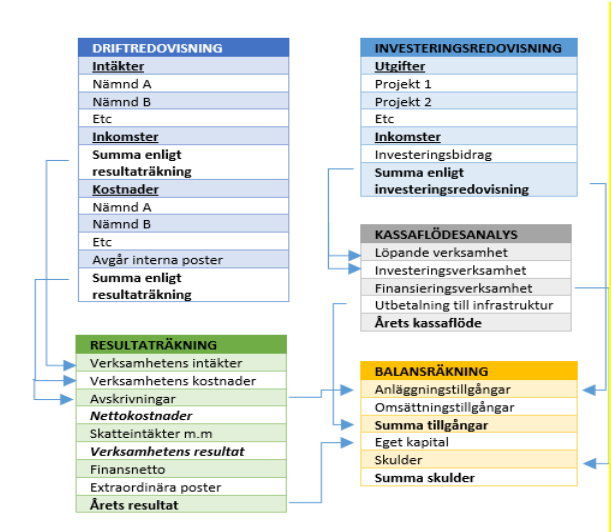 DRIFTREDOVISNING
Intäkter
Nämnd A
Nämnd B
Etc
Inkomster
Summa enligt
resultaträkning
Kostnader
Nämnd A
Nämnd B
Etc
Avgår interna poster
Summa enligt
resultaträkning
INVESTERINGSREDOVISNING
Utgifter
Projekt 1
Projekt 2
Etc
Inkomster
Investeringsbidrag
Summa enligt
investeringsredovisning
KASSAFLÖDESANALYS
Löpande verksamhet
Investeringsverksamhet
Finansieringsverksamhet
Utbetalning till infrastruktur
Årets kassaflöde
RESULTATRÄKNING
Verksamhetens intäkter
Verksamhetens kostnader
Avskrivningar
Nettokostnader
Skatteintäkter m.m
Verksamhetens resultat
Finansnetto
Extraordinära poster
Årets resultat
BALANSRÄKNING
Anläggningstillgångar
Omsättningstillgångar
Summa tillgångar
Eget kapital
Skulder
Summa skulder